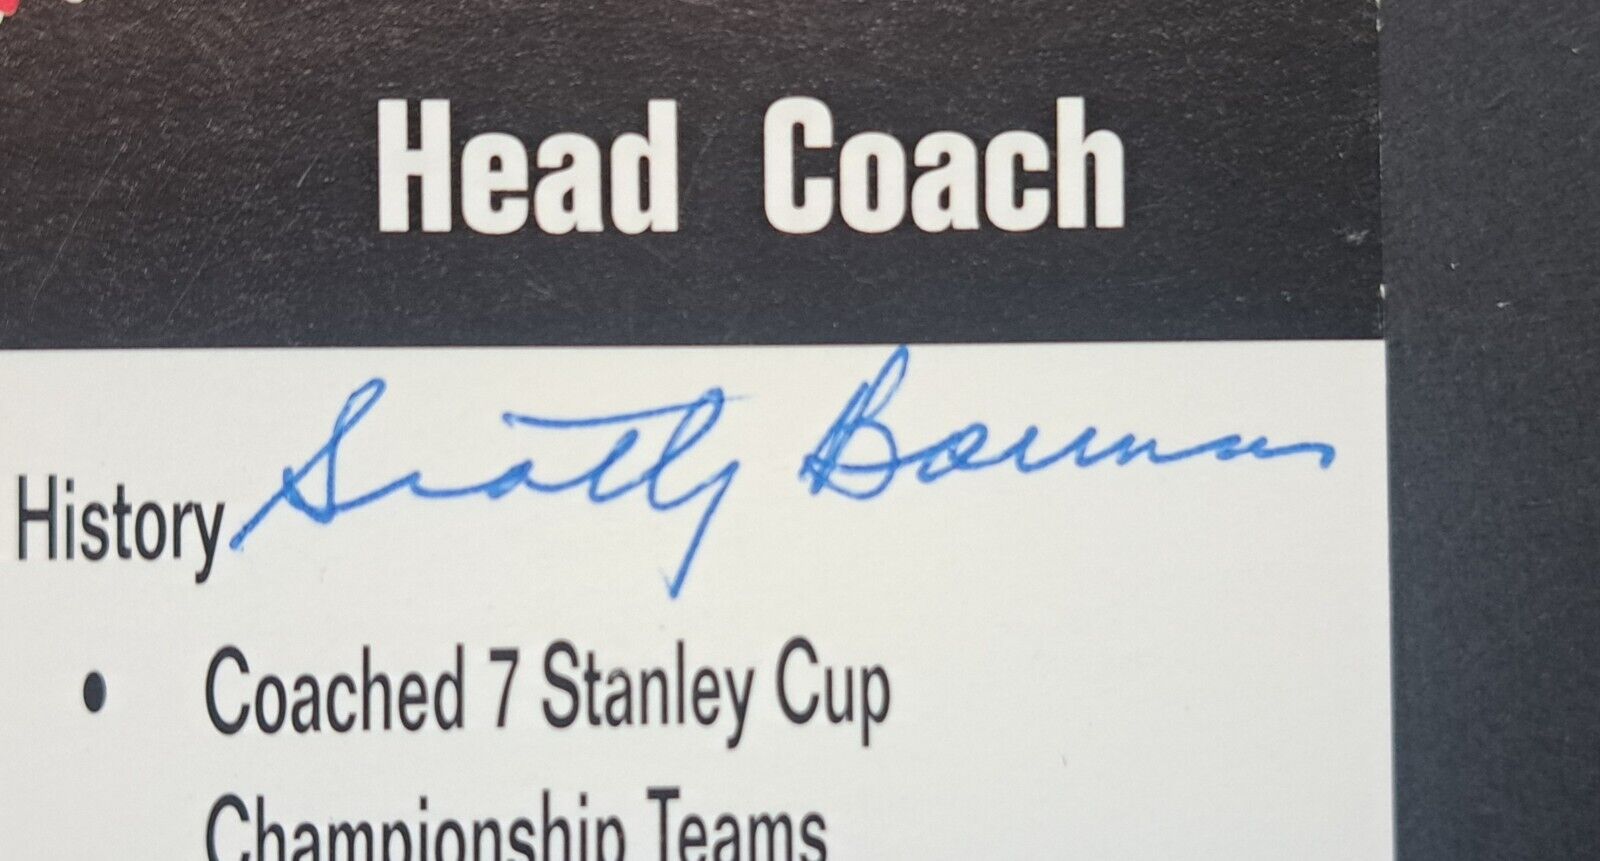 Head Coach
Scotty Bowman
History
• Coached 7 Stanley Cup
Championship Teams